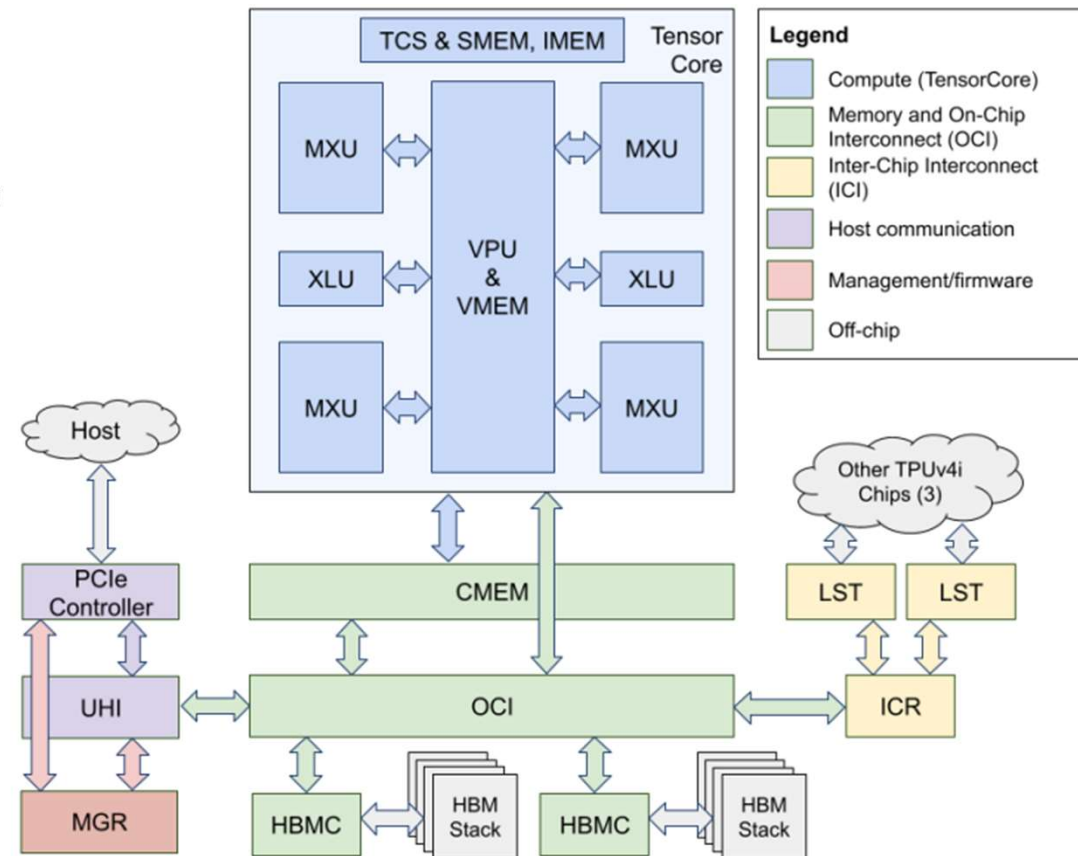 TCS & SMEM, IMEM
Tensor
Core
MXU
MXU
VPU
&
VMEM
XLU
XLU
MXU
MXU
Legend
Compute (TensorCore)
Memory and On-Chip
Interconnect (OCI)
Inter-Chip Interconnect
(ICI)
Host communication
Management/firmware
Off-chip
Host
Other TPUv4i
Chips (3)
PCIe
Controller
CMEM
LST
LST
UHI
OCI
ICR
MGR
HBMC
HBM
Stack
HBMC
HBM
Stack